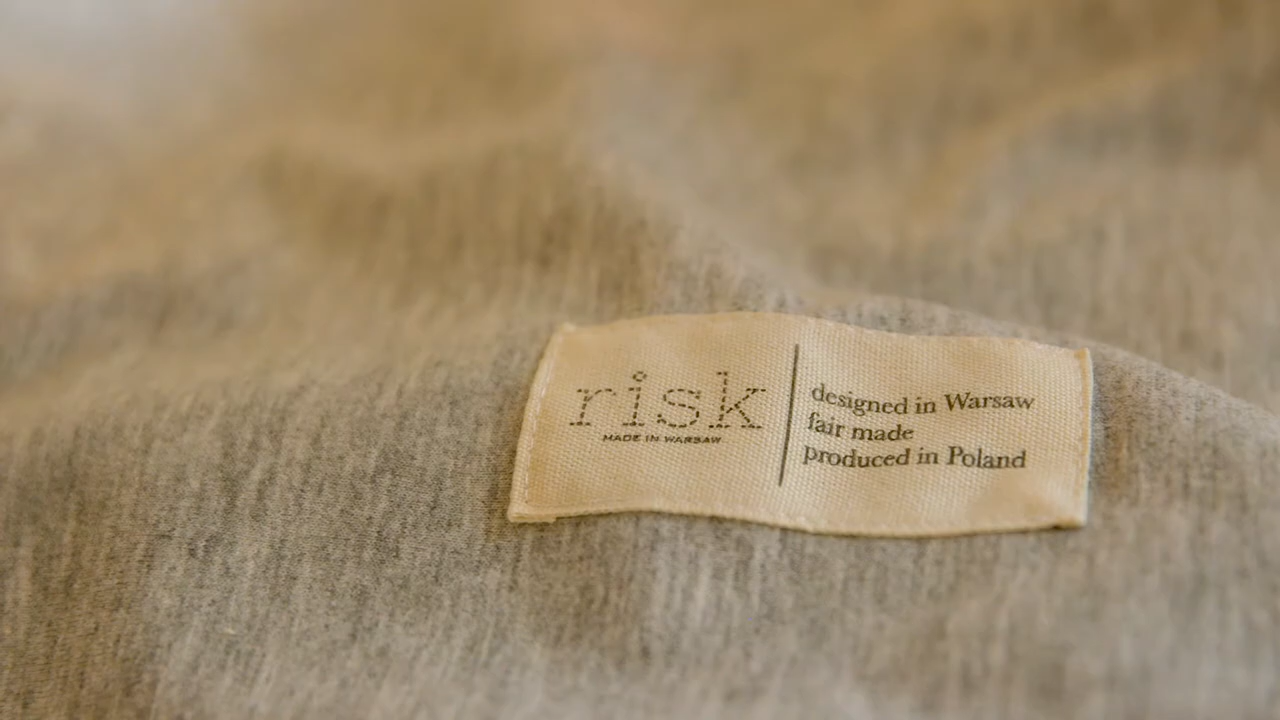 risk
MADE IN WARSAW
designed in Warsaw
fair made
produced in Poland